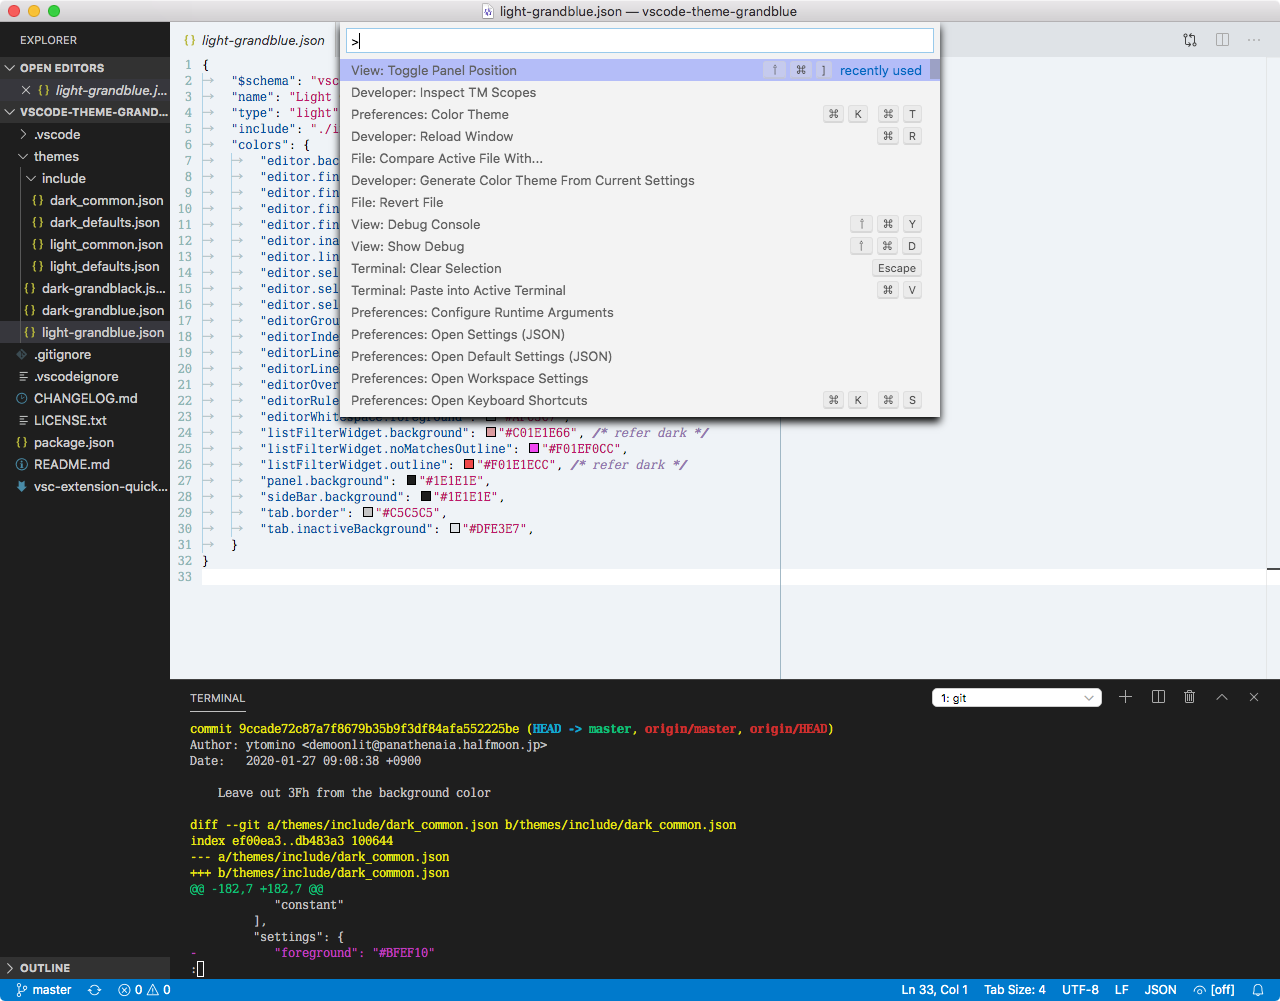 light-grandblue.json — vscode-theme-grandblue
EXPLORER
OPEN EDITORS
{} light-grandblue.j...
VSCODE-THEME-GRAND...
.vscode
themes
include
{} dark_common.json
{} dark_defaults.json
{} light_common.json
{} light_defaults.json
{} dark-grandblack.js...
{} dark-grandblue.json
{} light-grandblue.json
.gitignore
.vscodeignore
CHANGELOG.md
LICENSE.txt
{} package.json
README.md
vsc-extension-quick...
OUTLINE
{} light-grandblue.json
>
View: Toggle Panel Position ⇧ ⌘ ] recently used
Developer: Inspect TM Scopes
Preferences: Color Theme ⌘ K ⌘ T
Developer: Reload Window ⌘ R
File: Compare Active File With...
Developer: Generate Color Theme From Current Settings
File: Revert File
View: Debug Console ⇧ ⌘ Y
View: Show Debug ⇧ ⌘ D
Terminal: Clear Selection Escape
Terminal: Paste into Active Terminal ⌘ V
Preferences: Configure Runtime Arguments
Preferences: Open Settings (JSON)
Preferences: Open Default Settings (JSON)
Preferences: Open Workspace Settings
Preferences: Open Keyboard Shortcuts ⌘ K ⌘ S
1 {
2 → "$schema": "vsc
3 → "name": "Light
4 → "type": "light"
5 → "include": "./i
6 → "colors": {
7 → → "editor.bac
8 → → "editor.fin
9 → → "editor.fin
10 → → "editor.fin
11 → → "editor.fin
12 → → "editor.ina
13 → → "editor.lin
14 → → "editor.sel
15 → → "editor.sel
16 → → "editor.sel
17 → → "editorGrou
18 → → "editorInde
19 → → "editorLine
20 → → "editorLine
21 → → "editorOver
22 → → "editorRule
23 → → "editorWhitespace.foreground"
24 → → "listFilterWidget.background": "#C01E1E66", /* refer dark */
25 → → "listFilterWidget.noMatchesOutline": "#F01EF0CC",
26 → → "listFilterWidget.outline": "#F01E1ECC", /* refer dark */
27 → → "panel.background": "#1E1E1E",
28 → → "sideBar.background": "#1E1E1E",
29 → → "tab.border": "#C5C5C5",
30 → → "tab.inactiveBackground": "#DFE3E7",
31 → }
32 }
33
TERMINAL
1: git
commit 9ccade72c87a7f8679b35b9f3df84afa552225be (HEAD -> master, origin/master, origin/HEAD)
Author: ytomino <demoonlit@panathenaia.halfmoon.jp>
Date: 2020-01-27 09:08:38 +0900
Leave out 3Fh from the background color
diff --git a/themes/include/dark_common.json b/themes/include/dark_common.json
index ef00ea3..db483a3 100644
--- a/themes/include/dark_common.json
+++ b/themes/include/dark_common.json
@@ -182,7 +182,7 @@
"constant"
],
"settings": {
- "foreground": "#BFEF10"
:
master 0 0
Ln 33, Col 1 Tab Size: 4 UTF-8 LF JSON [off]